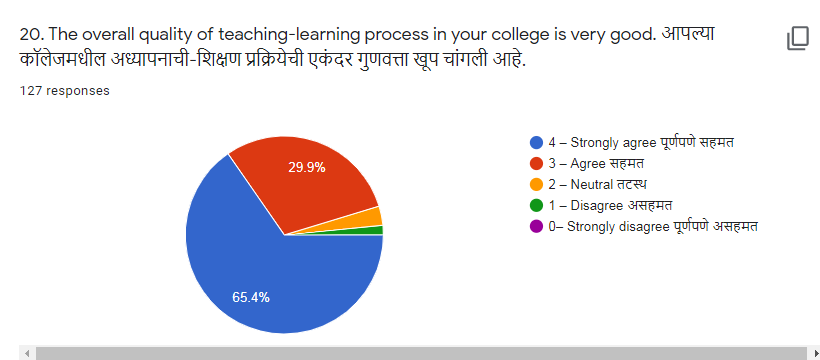 20. The overall quality of teaching-learning process in your college is very good. आपल्या
कॉलेजमधील अध्यापनाची-शिक्षण प्रक्रियेची एकंदर गुणवत्ता खूप चांगली आहे.
127 responses
29.9%
65.4%
4 – Strongly agree पूर्णपणे सहमत
3 – Agree सहमत
2 – Neutral तटस्थ
1 – Disagree असहमत
0– Strongly disagree पूर्णपणे असहमत